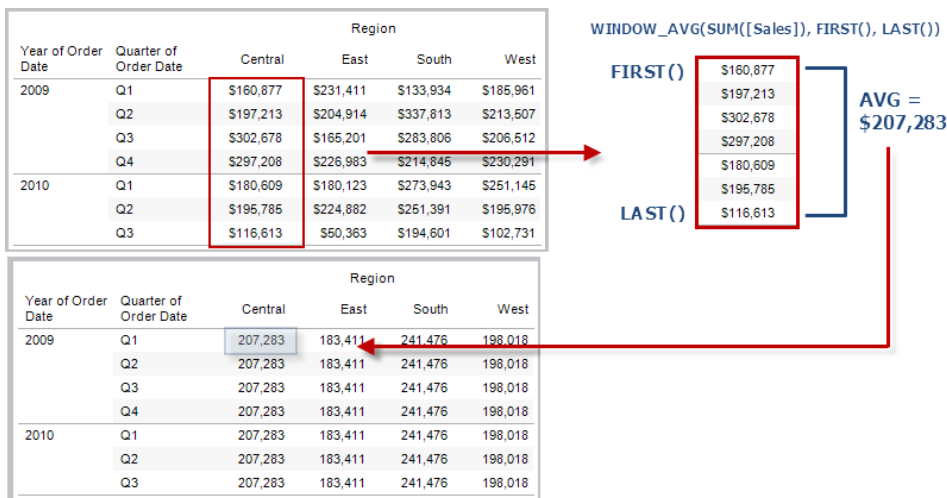 Region
Year of Order Date Quarter of Order Date Central East South West
2009 Q1 $160,877 $231,411 $133,934 $185,961
Q2 $197,213 $204,914 $337,813 $213,507
Q3 $302,678 $165,201 $283,806 $206,512
Q4 $297,208 $226,983 $214,845 $230,291
2010 Q1 $180,609 $180,123 $273,943 $251,145
Q2 $195,785 $224,882 $251,391 $195,976
Q3 $116,613 $50,363 $194,601 $102,731
WINDOW_AVG(SUM([Sales]), FIRST(), LAST())
FIRST() $160,877
$197,213
$302,678
$297,208
$180,609
$195,785
LAST() $116,613
AVG =
$207,283
Region
Year of Order Date Quarter of Order Date Central East South West
2009 Q1 207,283 183,411 241,476 198,018
Q2 207,283 183,411 241,476 198,018
Q3 207,283 183,411 241,476 198,018
Q4 207,283 183,411 241,476 198,018
2010 Q1 207,283 183,411 241,476 198,018
Q2 207,283 183,411 241,476 198,018
Q3 207,283 183,411 241,476 198,018